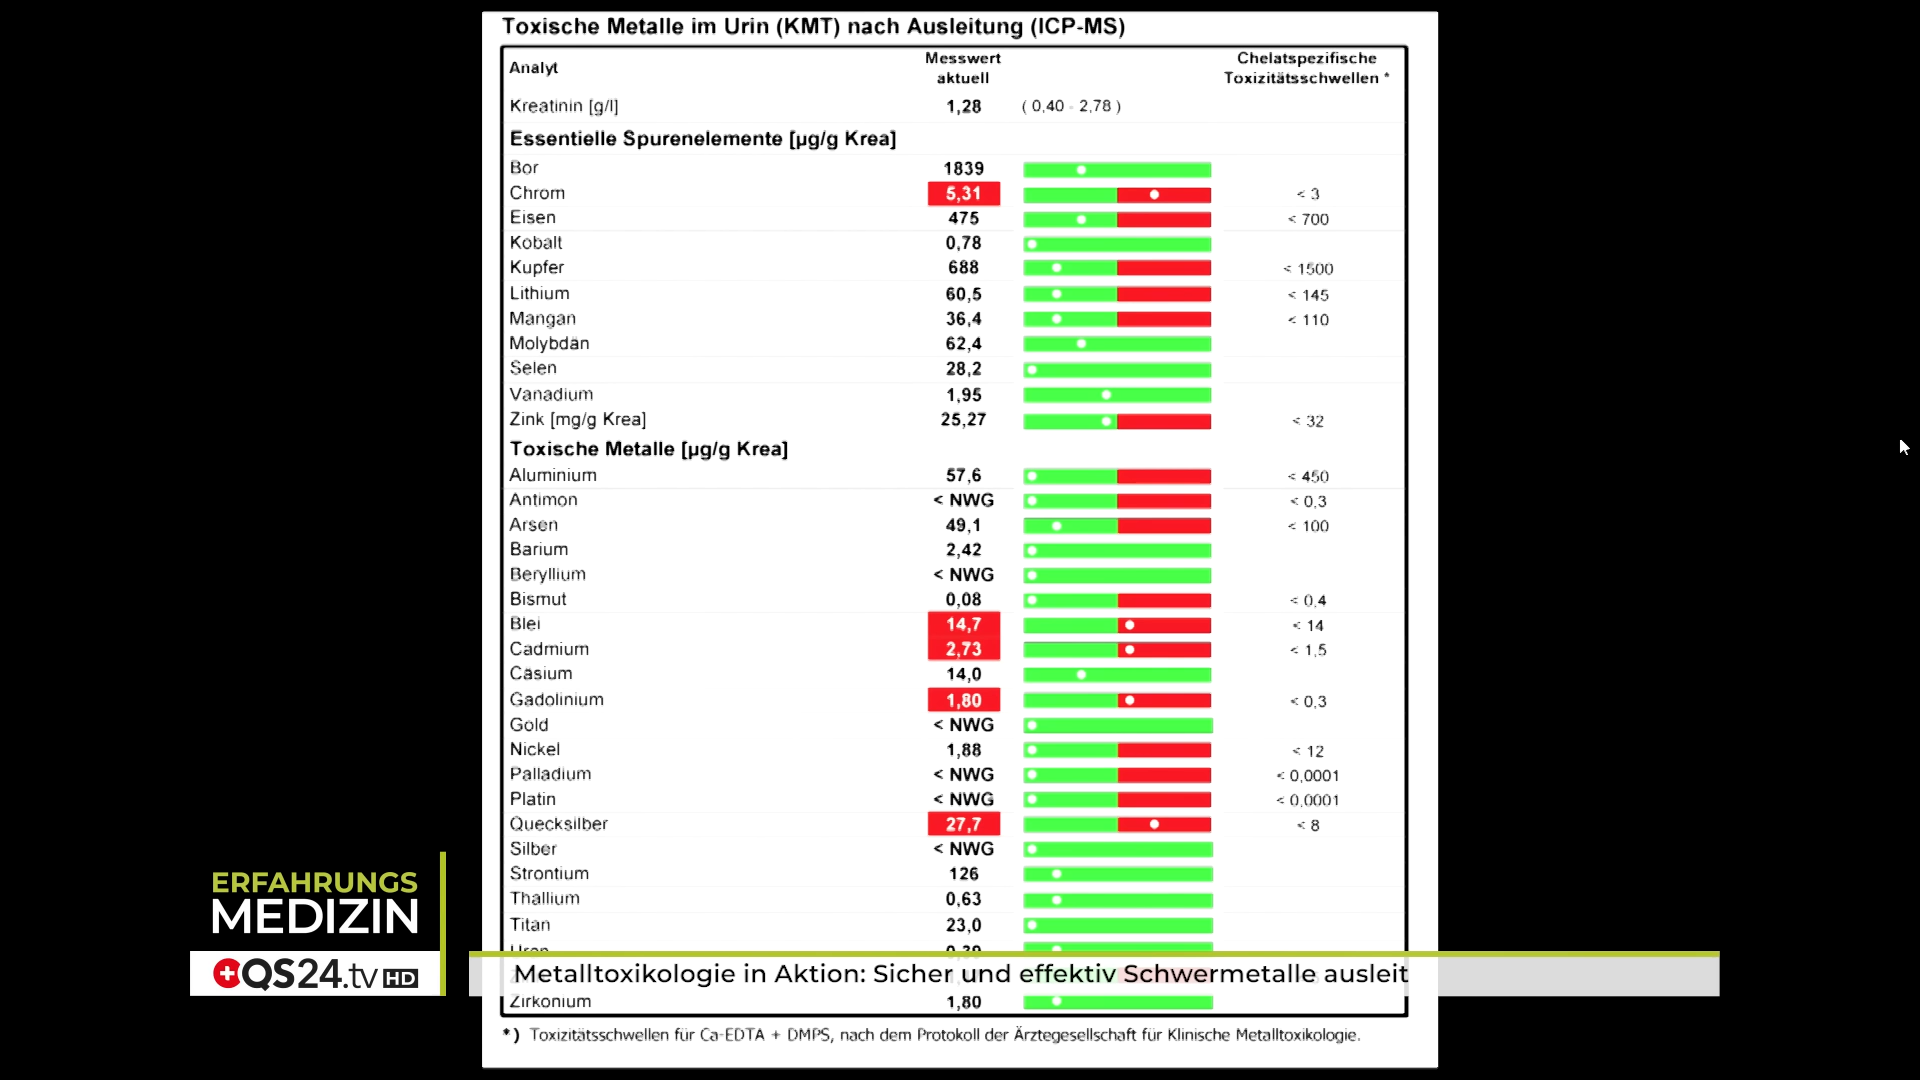 Toxische Metalle im Urin (KMT) nach Ausleitung (ICP-MS)
Analyt Messwert aktuell Chelatspezifische Toxizitätsschwellen *
Kreatinin [g/l] 1,28 ( 0,40 - 2,78 )
Essentielle Spurenelemente [µg/g Krea]
Bor 1839
Chrom 5,31 < 3
Eisen 475 < 700
Kobalt 0,78
Kupfer 688 < 1500
Lithium 60,5 < 145
Mangan 36,4 < 110
Molybdän 62,4
Selen 28,2
Vanadium 1,95
Zink [mg/g Krea] 25,27 < 32
Toxische Metalle [µg/g Krea]
Aluminium 57,6 < 450
Antimon < NWG < 0,3
Arsen 49,1 < 100
Barium 2,42
Beryllium < NWG
Bismut 0,08 < 0,4
Blei 14,7 < 14
Cadmium 2,73 < 1,5
Cäsium 14,0
Gadolinium 1,80 < 0,3
Gold < NWG
Nickel 1,88 < 12
Palladium < NWG < 0,0001
Platin < NWG < 0,0001
Quecksilber 27,7 < 8
Silber < NWG
Strontium 126
Thallium 0,63
Titan 23,0
Uran 0,39
Zirkonium 1,80
*) Toxizitätsschwellen für Ca-EDTA + DMPS, nach dem Protokoll der Ärztegesellschaft für Klinische Metalltoxikologie.
ERFAHRUNGS
MEDIZIN
QS24.tv HD
Metalltoxikologie in Aktion: Sicher und effektiv Schwermetalle ausleit